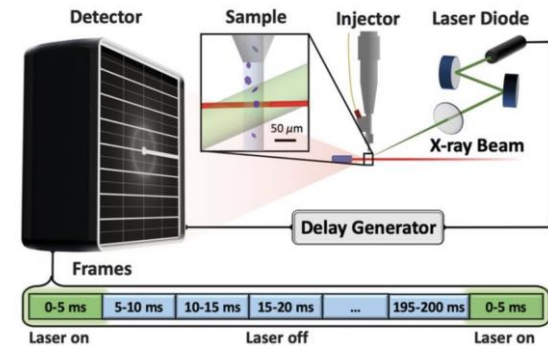 Detector
Sample
Injector
Laser Diode
50 µm
X-ray Beam
Delay Generator
Frames
0-5 ms 5-10 ms 10-15 ms 15-20 ms ... 195-200 ms 0-5 ms
Laser on Laser off Laser on